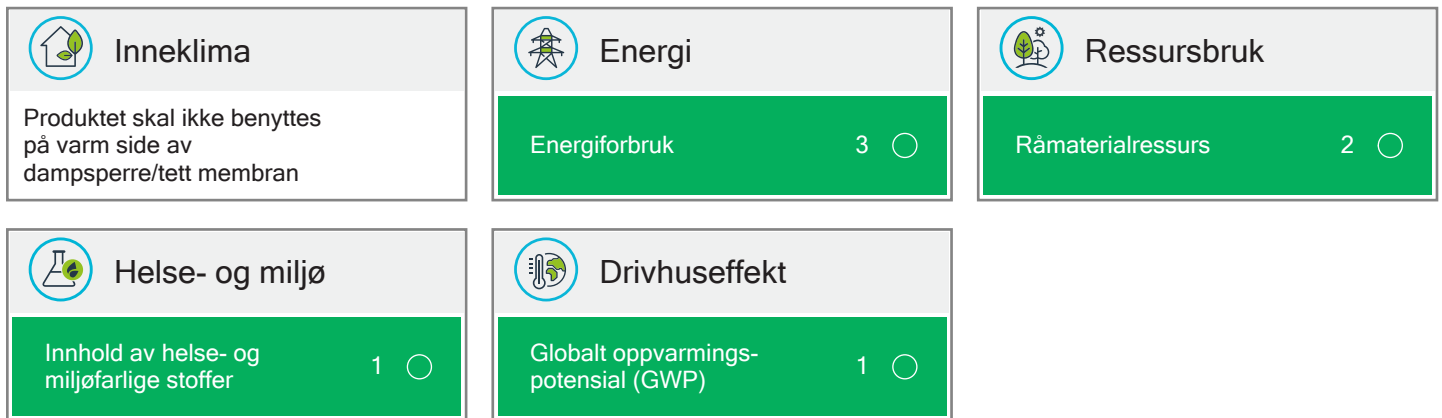 Inneklima
Produktet skal ikke benyttes
på varm side av
dampsperre/tett membran
Energi
Energiforbruk 3
Ressursbruk
Råmaterialressurs 2
Helse- og miljø
Innhold av helse- og
miljøfarlige stoffer 1
Drivhuseffekt
Globalt oppvarmings-
potensial (GWP) 1